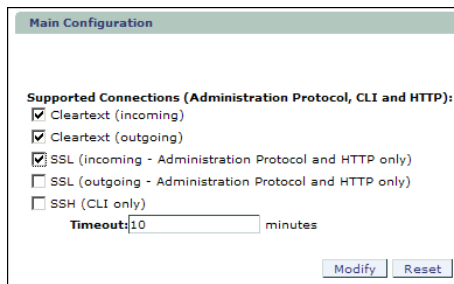 Main Configuration
Supported Connections (Administration Protocol, CLI and HTTP):
Cleartext (incoming)
Cleartext (outgoing)
SSL (incoming - Administration Protocol and HTTP only)
SSL (outgoing - Administration Protocol and HTTP only)
SSH (CLI only)
Timeout: 10 minutes
Modify Reset